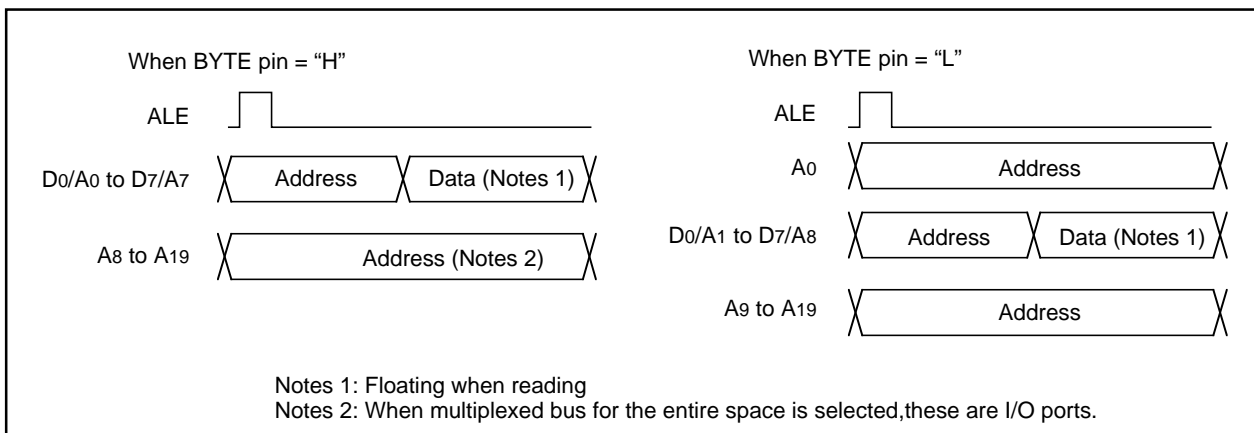 When BYTE pin = “H”
ALE
D0/A0 to D7/A7
Address
Data (Notes 1)
A8 to A19
Address (Notes 2)
When BYTE pin = “L”
ALE
A0
Address
D0/A1 to D7/A8
Address
Data (Notes 1)
A9 to A19
Address
Notes 1: Floating when reading
Notes 2: When multiplexed bus for the entire space is selected,these are I/O ports.